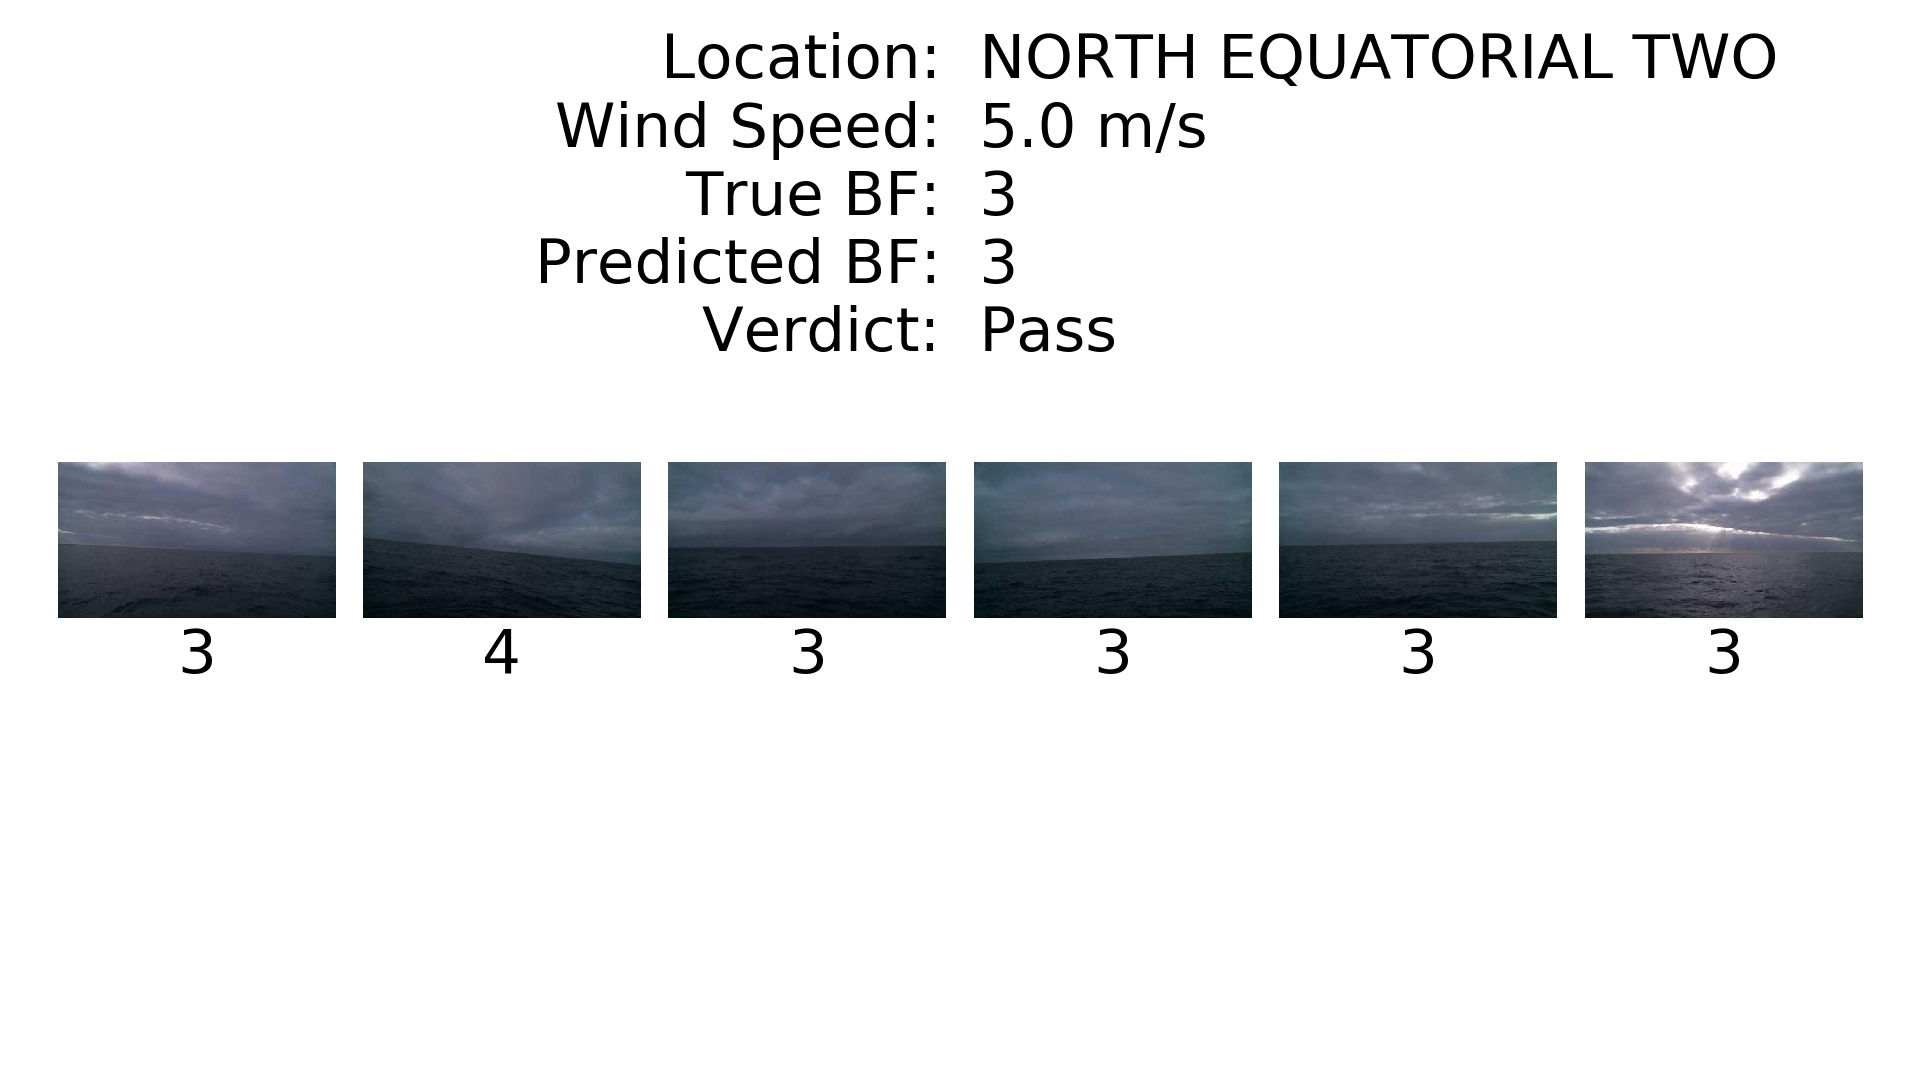 Location: NORTH EQUATORIAL TWO
Wind Speed: 5.0 m/s
True BF: 3
Predicted BF: 3
Verdict: Pass
3 4 3 3 3 3